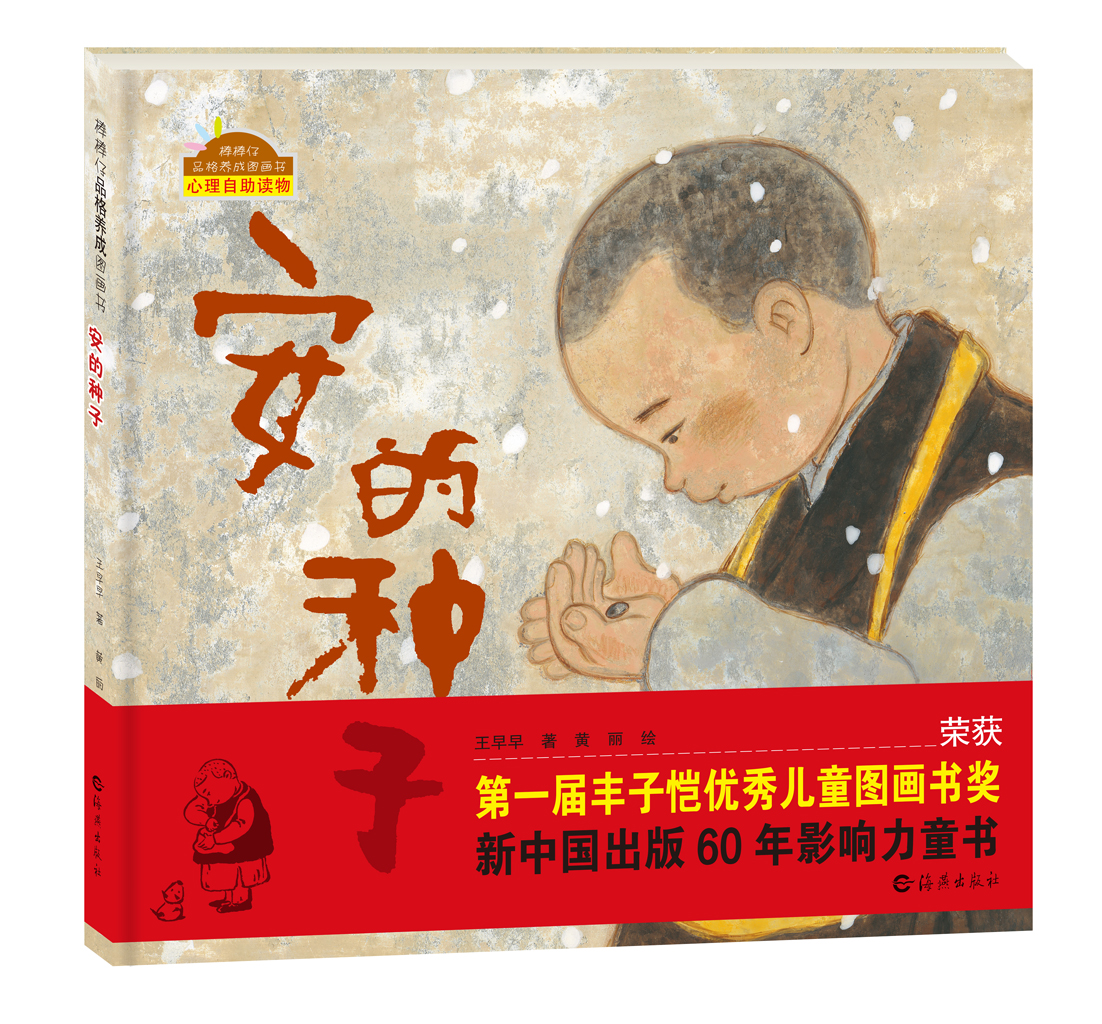 棒棒仔
品格养成图画书
心理自助读物
安
的
种
子
王早早 著 黄丽 绘
荣获
第一届丰子恺优秀儿童图画书奖
新中国出版 60 年影响力童书
海燕出版社
棒棒仔品格养成图画书 安的种子 王早早 著 黄丽
海燕出版社